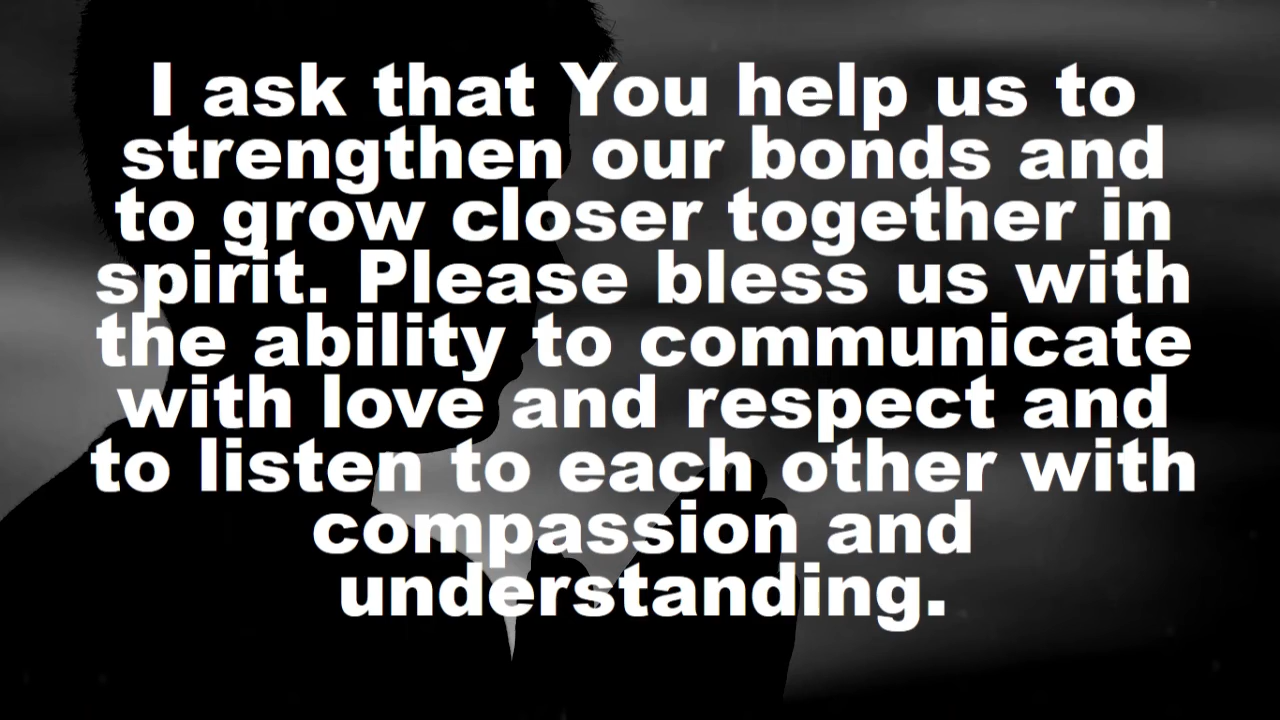 I ask that You help us to
strengthen our bonds and
to grow closer together in
spirit. Please bless us with
the ability to communicate
with love and respect and
to listen to each other with
compassion and
understanding.